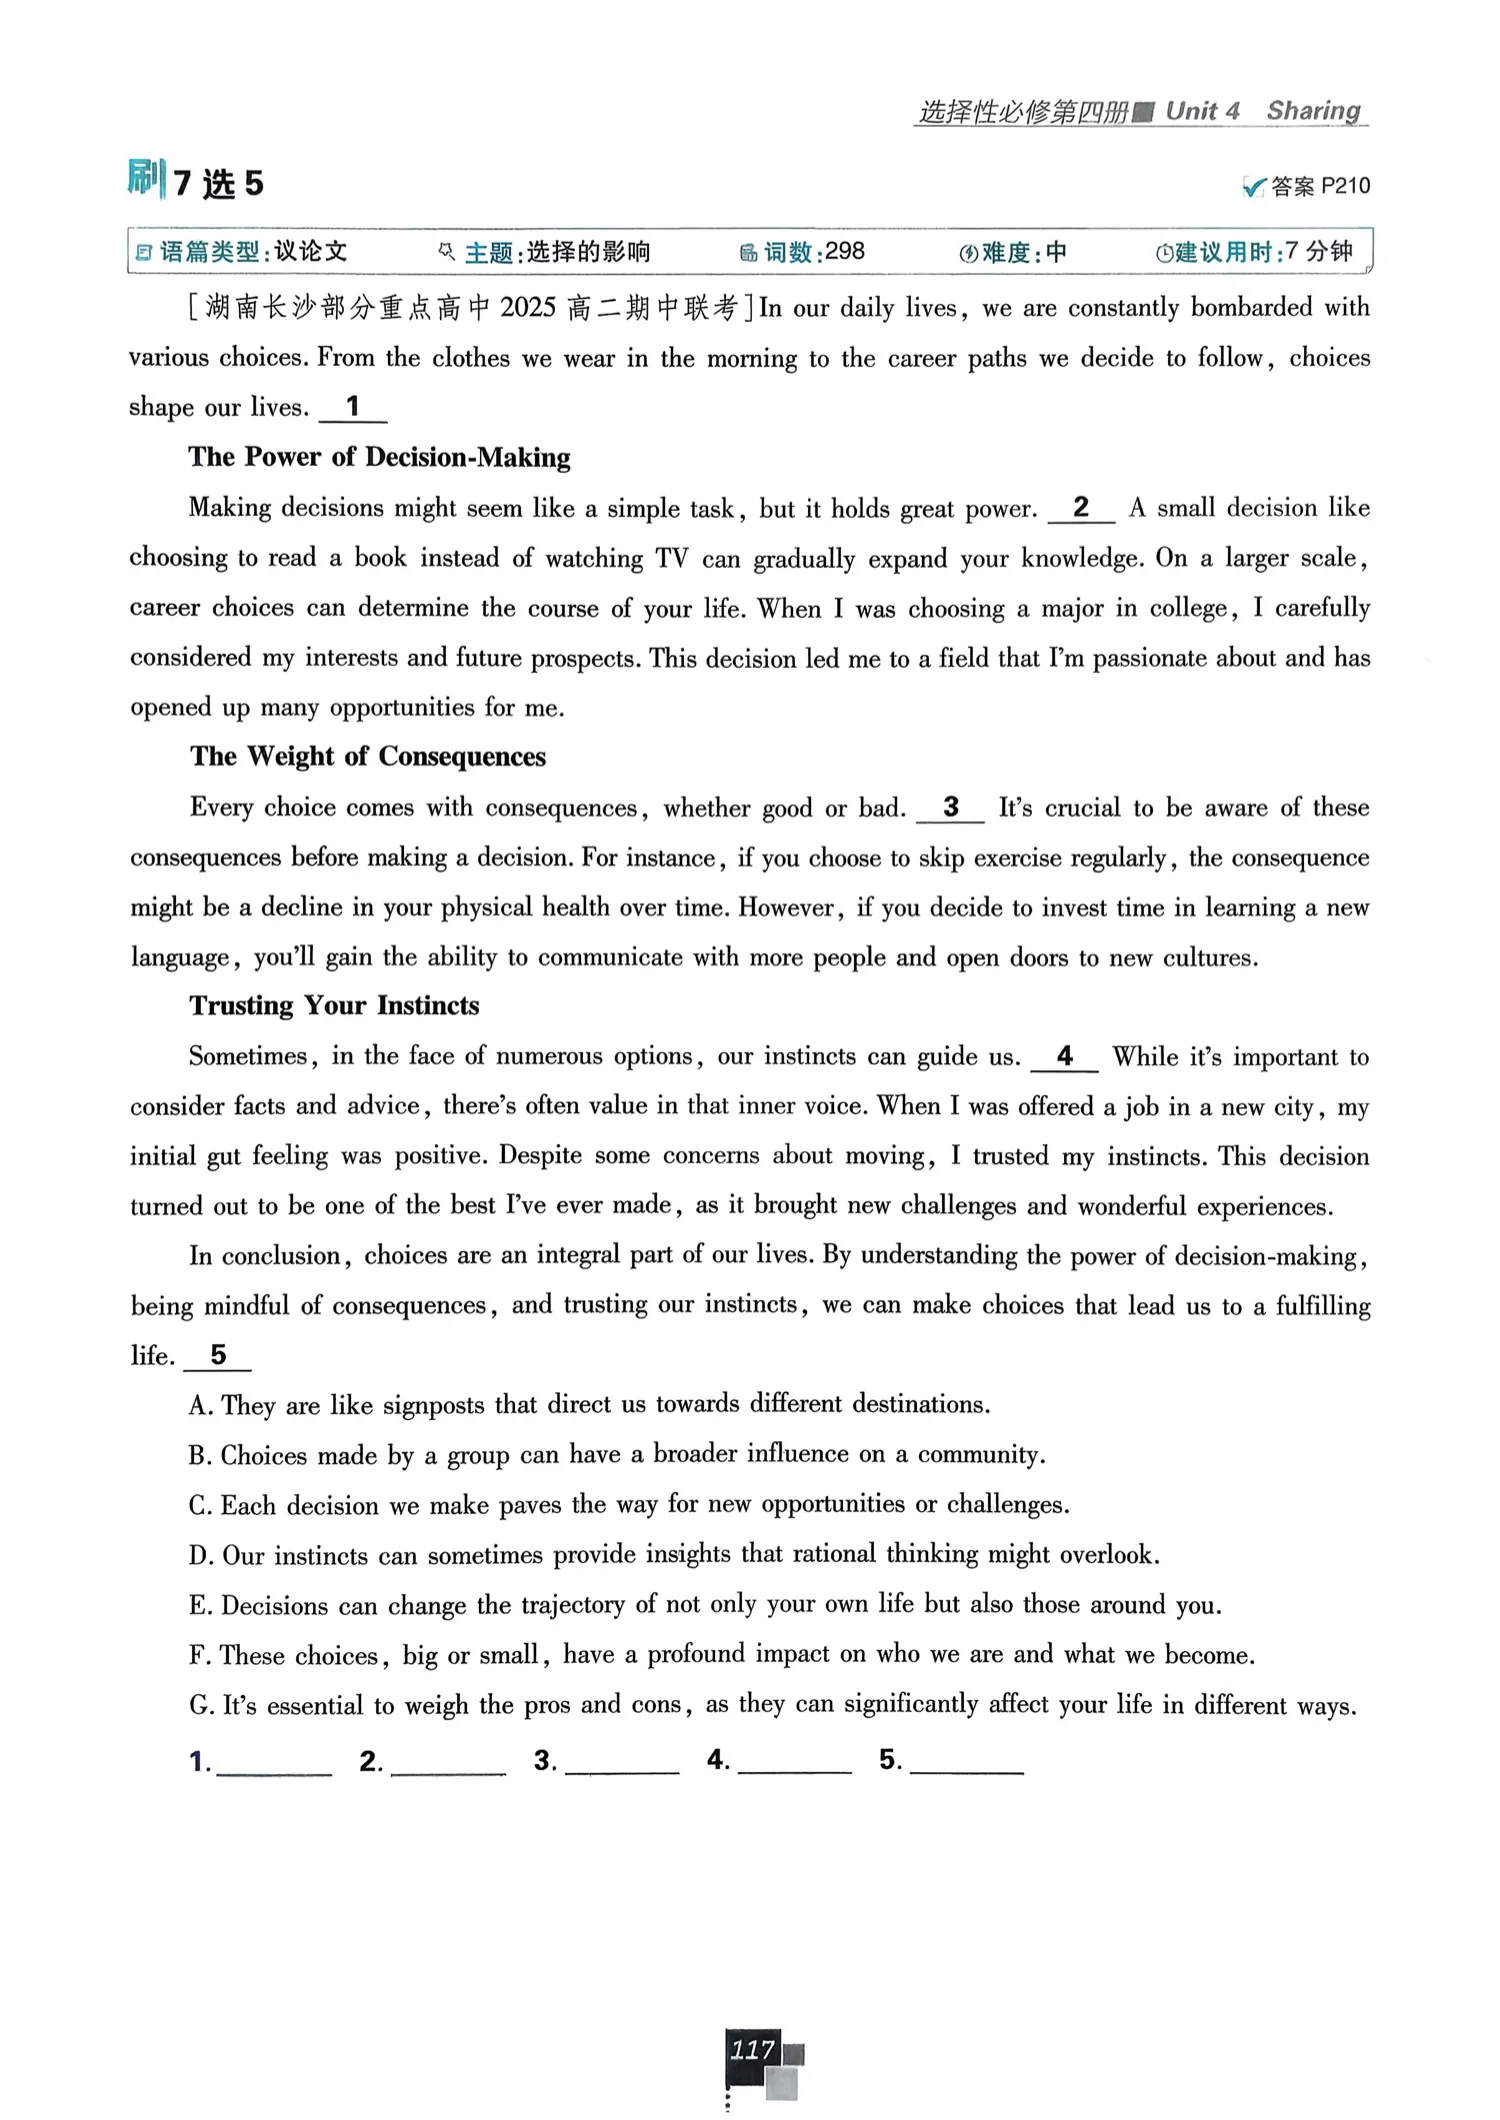 选择性必修第四册 Unit 4 Sharing
刷7选5
答案 P210
语篇类型:议论文 主题:选择的影响 词数:298 难度:中 建议用时:7 分钟
[湖南长沙部分重点高中 2025 高二期中联考]In our daily lives, we are constantly bombarded with
various choices. From the clothes we wear in the morning to the career paths we decide to follow, choices
shape our lives. 1
The Power of Decision-Making
Making decisions might seem like a simple task, but it holds great power. 2 A small decision like
choosing to read a book instead of watching TV can gradually expand your knowledge. On a larger scale,
career choices can determine the course of your life. When I was choosing a major in college, I carefully
considered my interests and future prospects. This decision led me to a field that I'm passionate about and has
opened up many opportunities for me.
The Weight of Consequences
Every choice comes with consequences, whether good or bad. 3 It's crucial to be aware of these
consequences before making a decision. For instance, if you choose to skip exercise regularly, the consequence
might be a decline in your physical health over time. However, if you decide to invest time in learning a new
language, you'll gain the ability to communicate with more people and open doors to new cultures.
Trusting Your Instincts
Sometimes, in the face of numerous options, our instincts can guide us. 4 While it's important to
consider facts and advice, there's often value in that inner voice. When I was offered a job in a new city, my
initial gut feeling was positive. Despite some concerns about moving, I trusted my instincts. This decision
turned out to be one of the best I've ever made, as it brought new challenges and wonderful experiences.
In conclusion, choices are an integral part of our lives. By understanding the power of decision-making,
being mindful of consequences, and trusting our instincts, we can make choices that lead us to a fulfilling
life. 5
A. They are like signposts that direct us towards different destinations.
B. Choices made by a group can have a broader influence on a community.
C. Each decision we make paves the way for new opportunities or challenges.
D. Our instincts can sometimes provide insights that rational thinking might overlook.
E. Decisions can change the trajectory of not only your own life but also those around you.
F. These choices, big or small, have a profound impact on who we are and what we become.
G. It's essential to weigh the pros and cons, as they can significantly affect your life in different ways.
1. 2. 3. 4. 5.
117